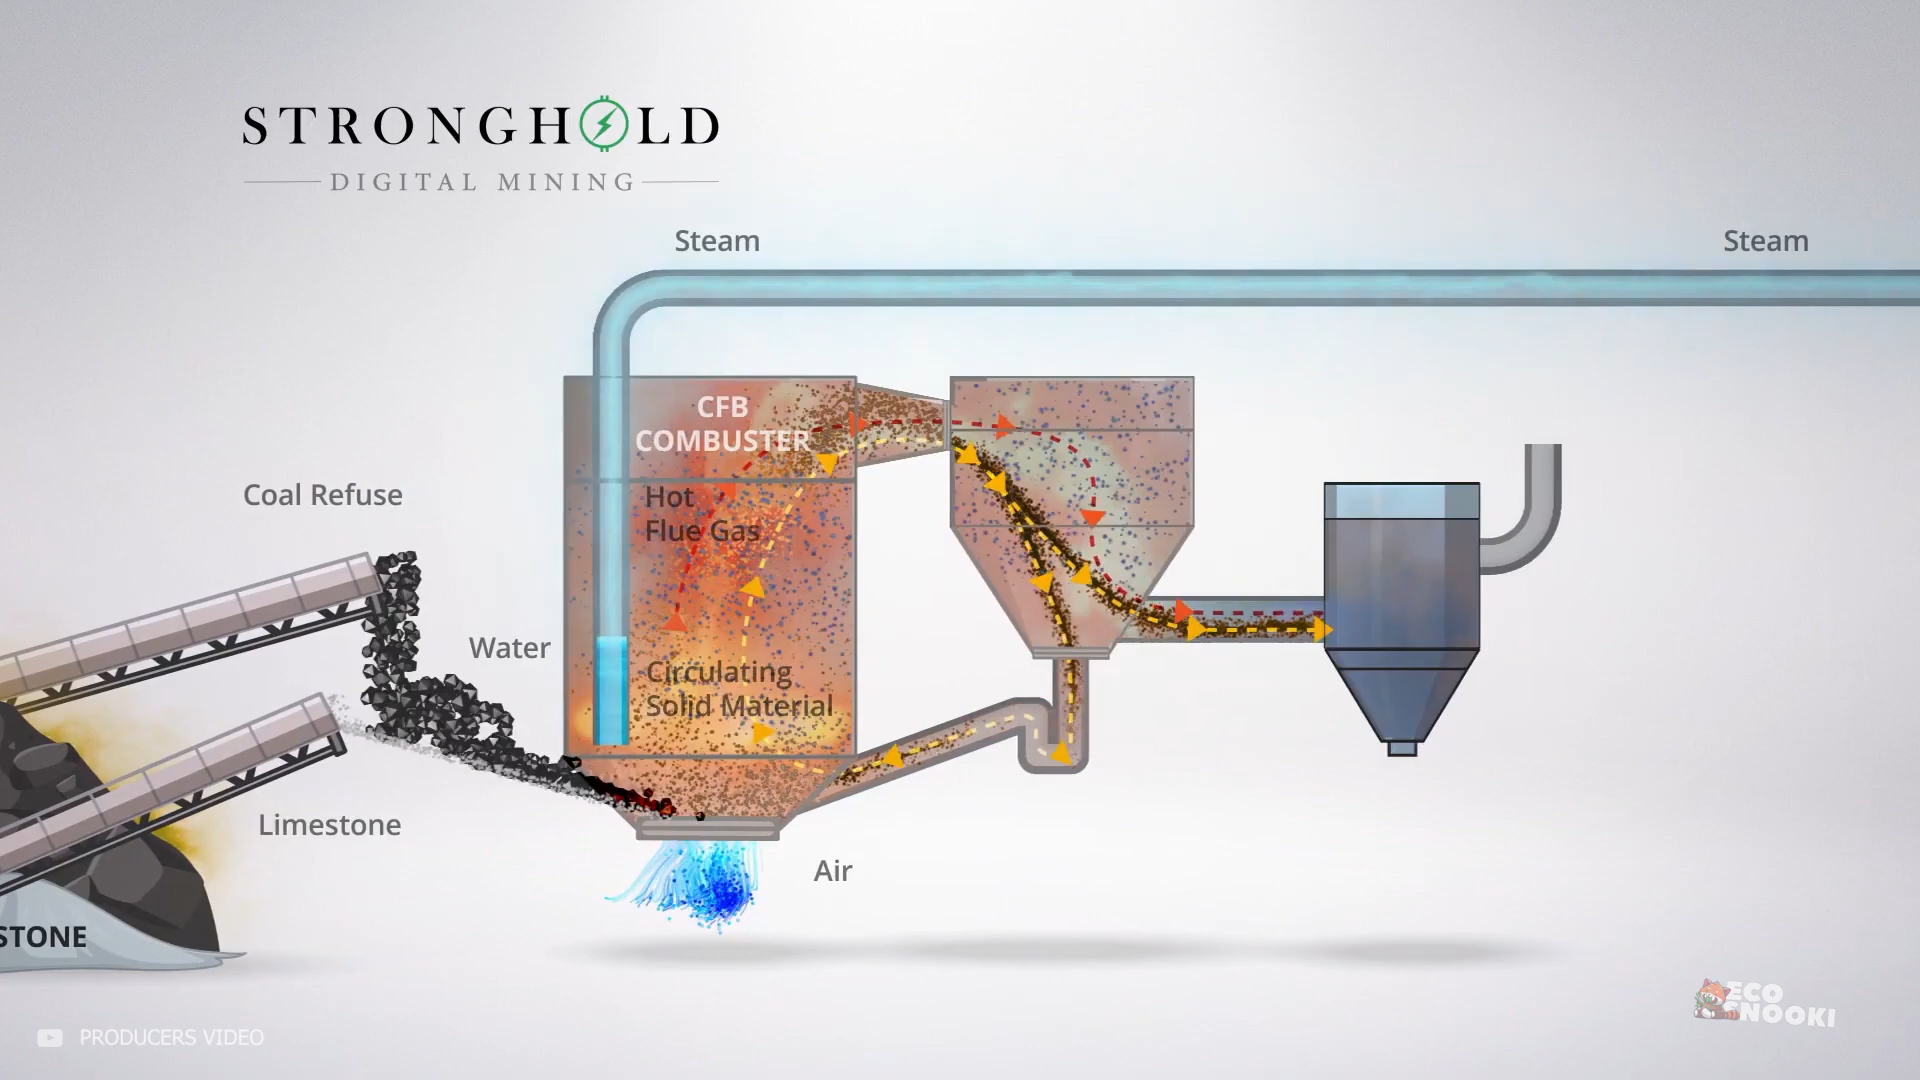 STRONGHOLD
DIGITAL MINING
Steam
Steam
CFB
COMBUSTER
Coal Refuse
Hot
Flue Gas
Water
Circulating
Solid Material
Limestone
Air
STONE
ECO
SNOOKI
PRODUCERS VIDEO